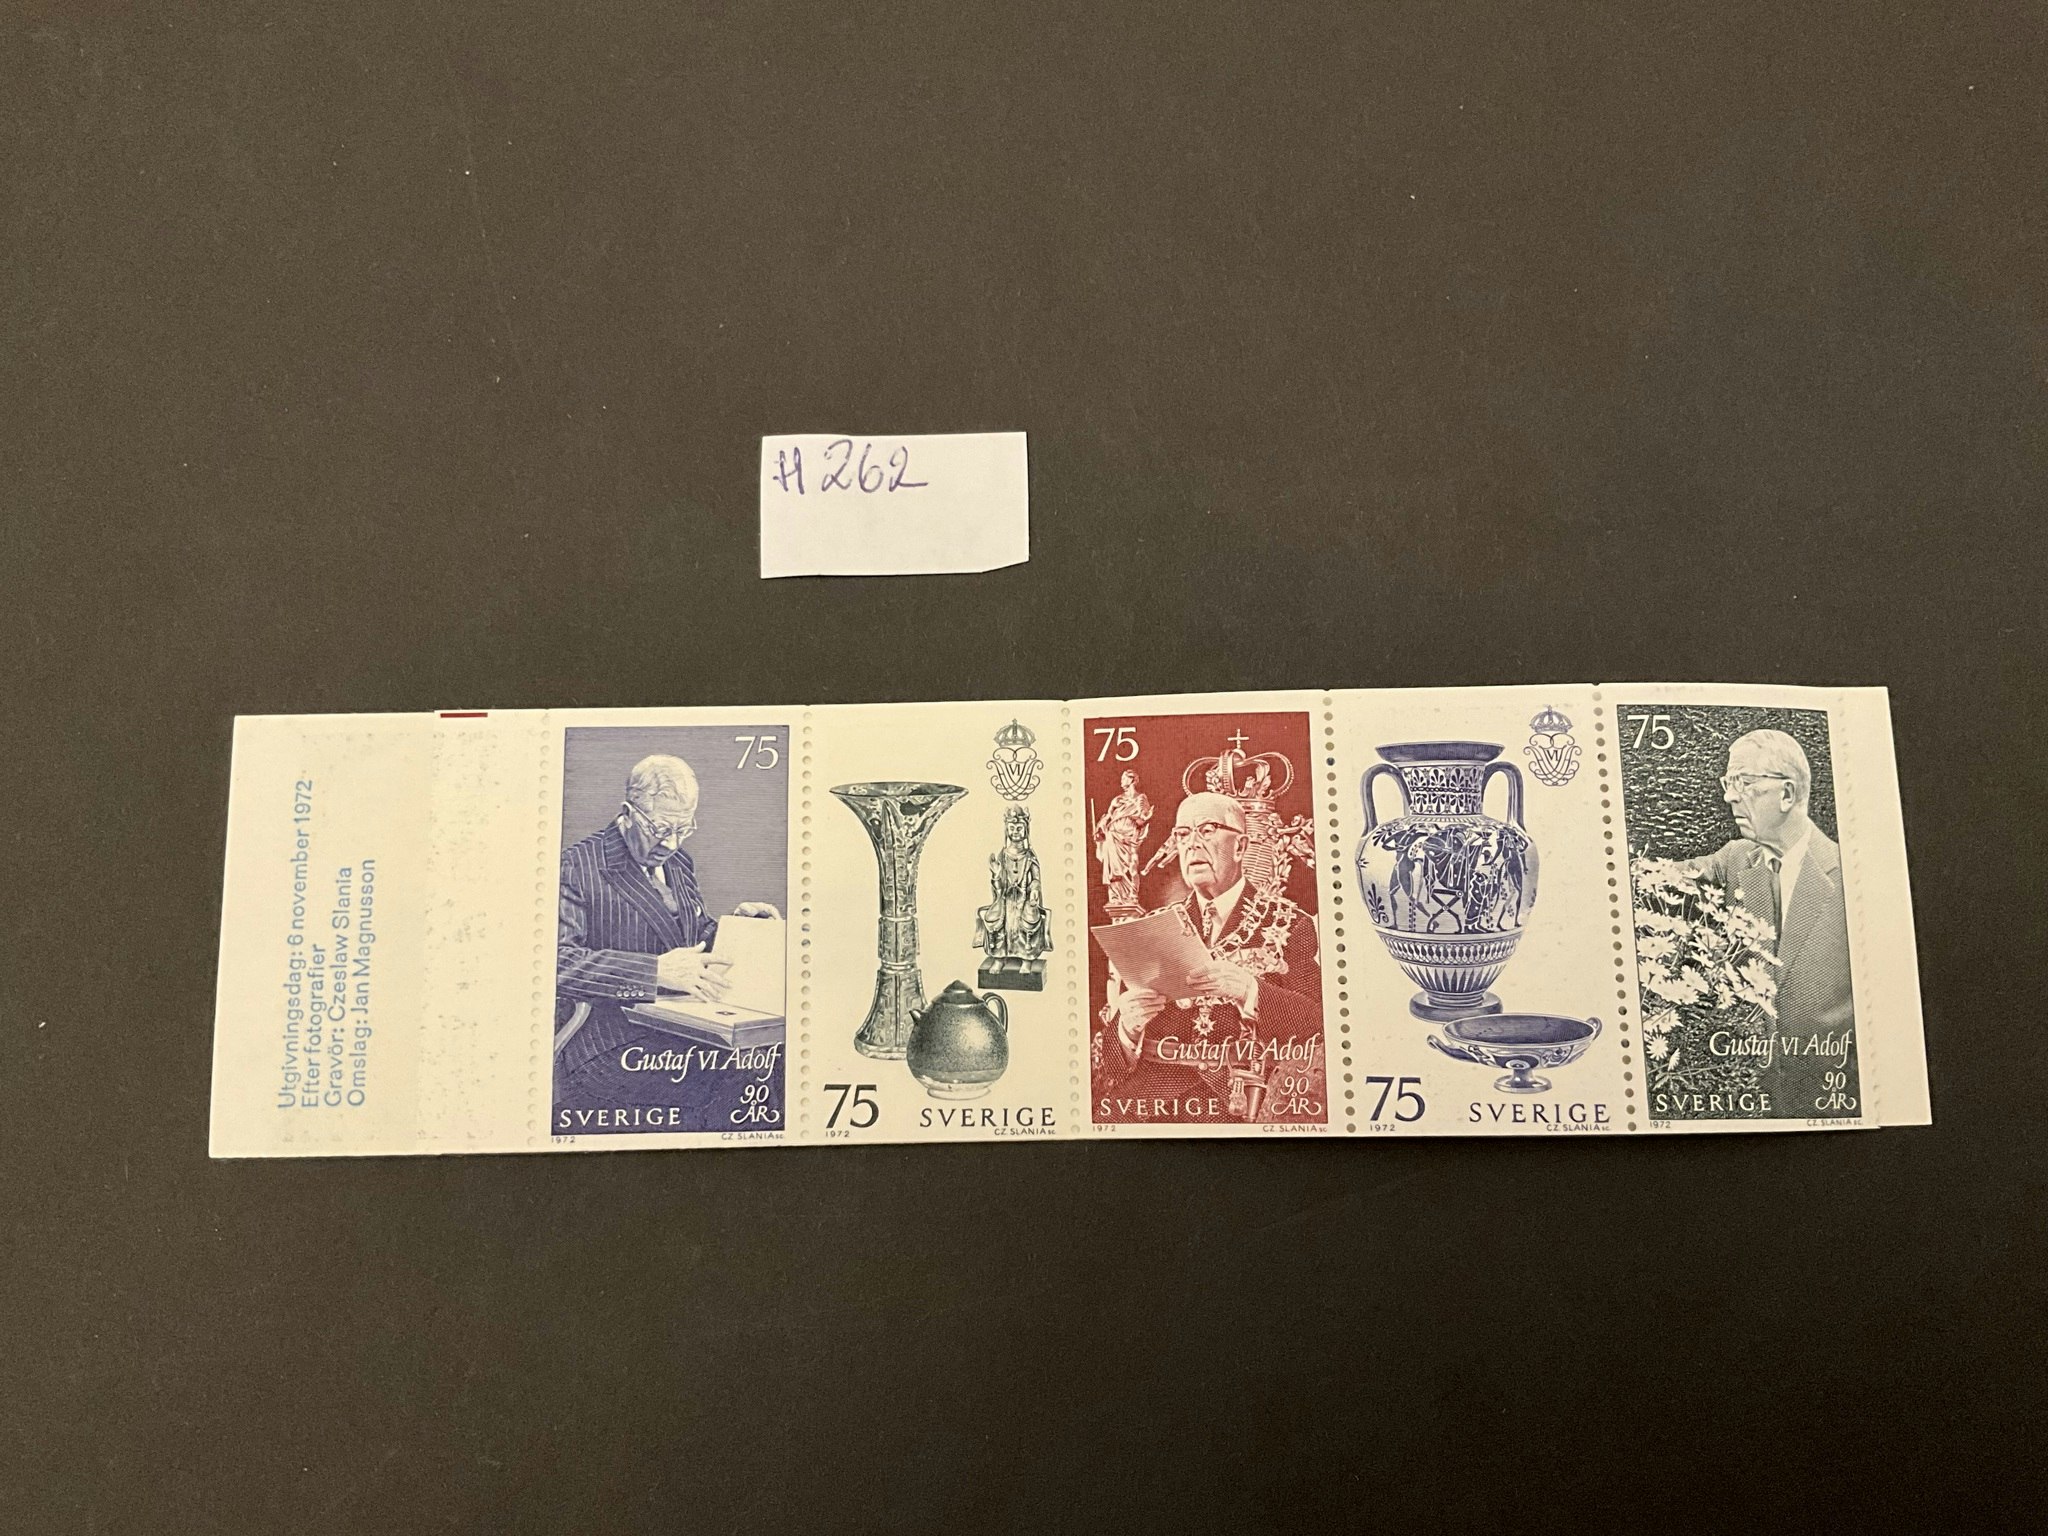 H 262
Utgivningsdag: 6 november 1972
Efter fotografier
Gravör: Czeslaw Slania
Omslag: Jan Magnusson
75
Gustaf VI Adolf
90
ÅR
SVERIGE
1972
CZ. SLANIA SC.
VI
75
SVERIGE
1972
CZ. SLANIA SC.
75
Gustaf VI Adolf
90
ÅR
SVERIGE
1972
CZ. SLANIA SC.
VI
75
SVERIGE
1972
CZ. SLANIA SC.
75
Gustaf VI Adolf
90
ÅR
SVERIGE
1972
CZ. SLANIA SC.